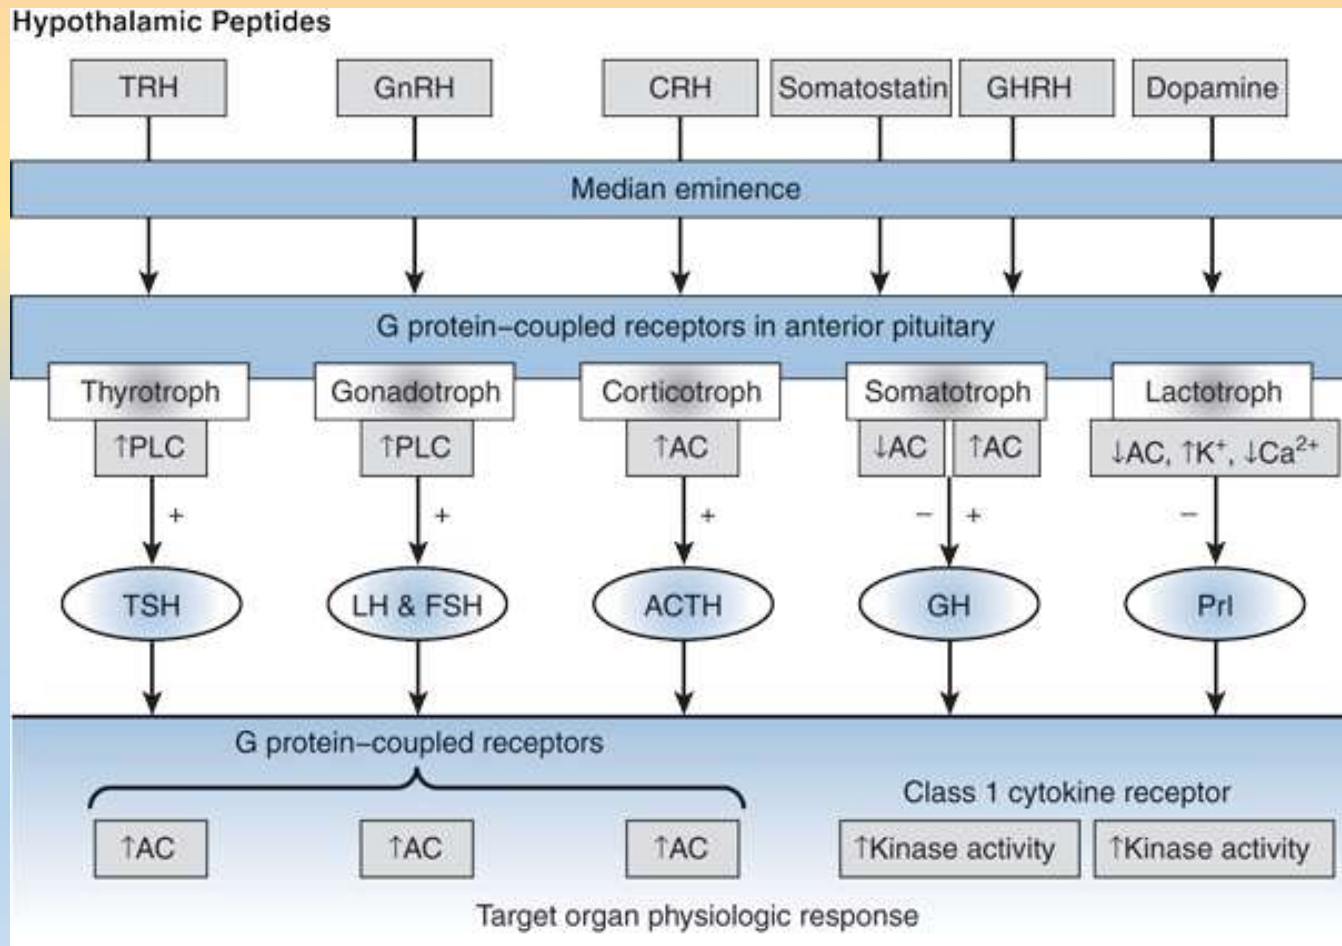 Hypothalamic Peptides
TRH GnRH CRH Somatostatin GHRH Dopamine
Median eminence
G protein–coupled receptors in anterior pituitary
Thyrotroph Gonadotroph Corticotroph Somatotroph Lactotroph
↑PLC ↑PLC ↑AC ↓AC ↑AC ↓AC, ↑K⁺, ↓Ca²⁺
+ + + − + −
TSH LH & FSH ACTH GH Prl
G protein–coupled receptors
Class 1 cytokine receptor
↑AC ↑AC ↑AC ↑Kinase activity ↑Kinase activity
Target organ physiologic response